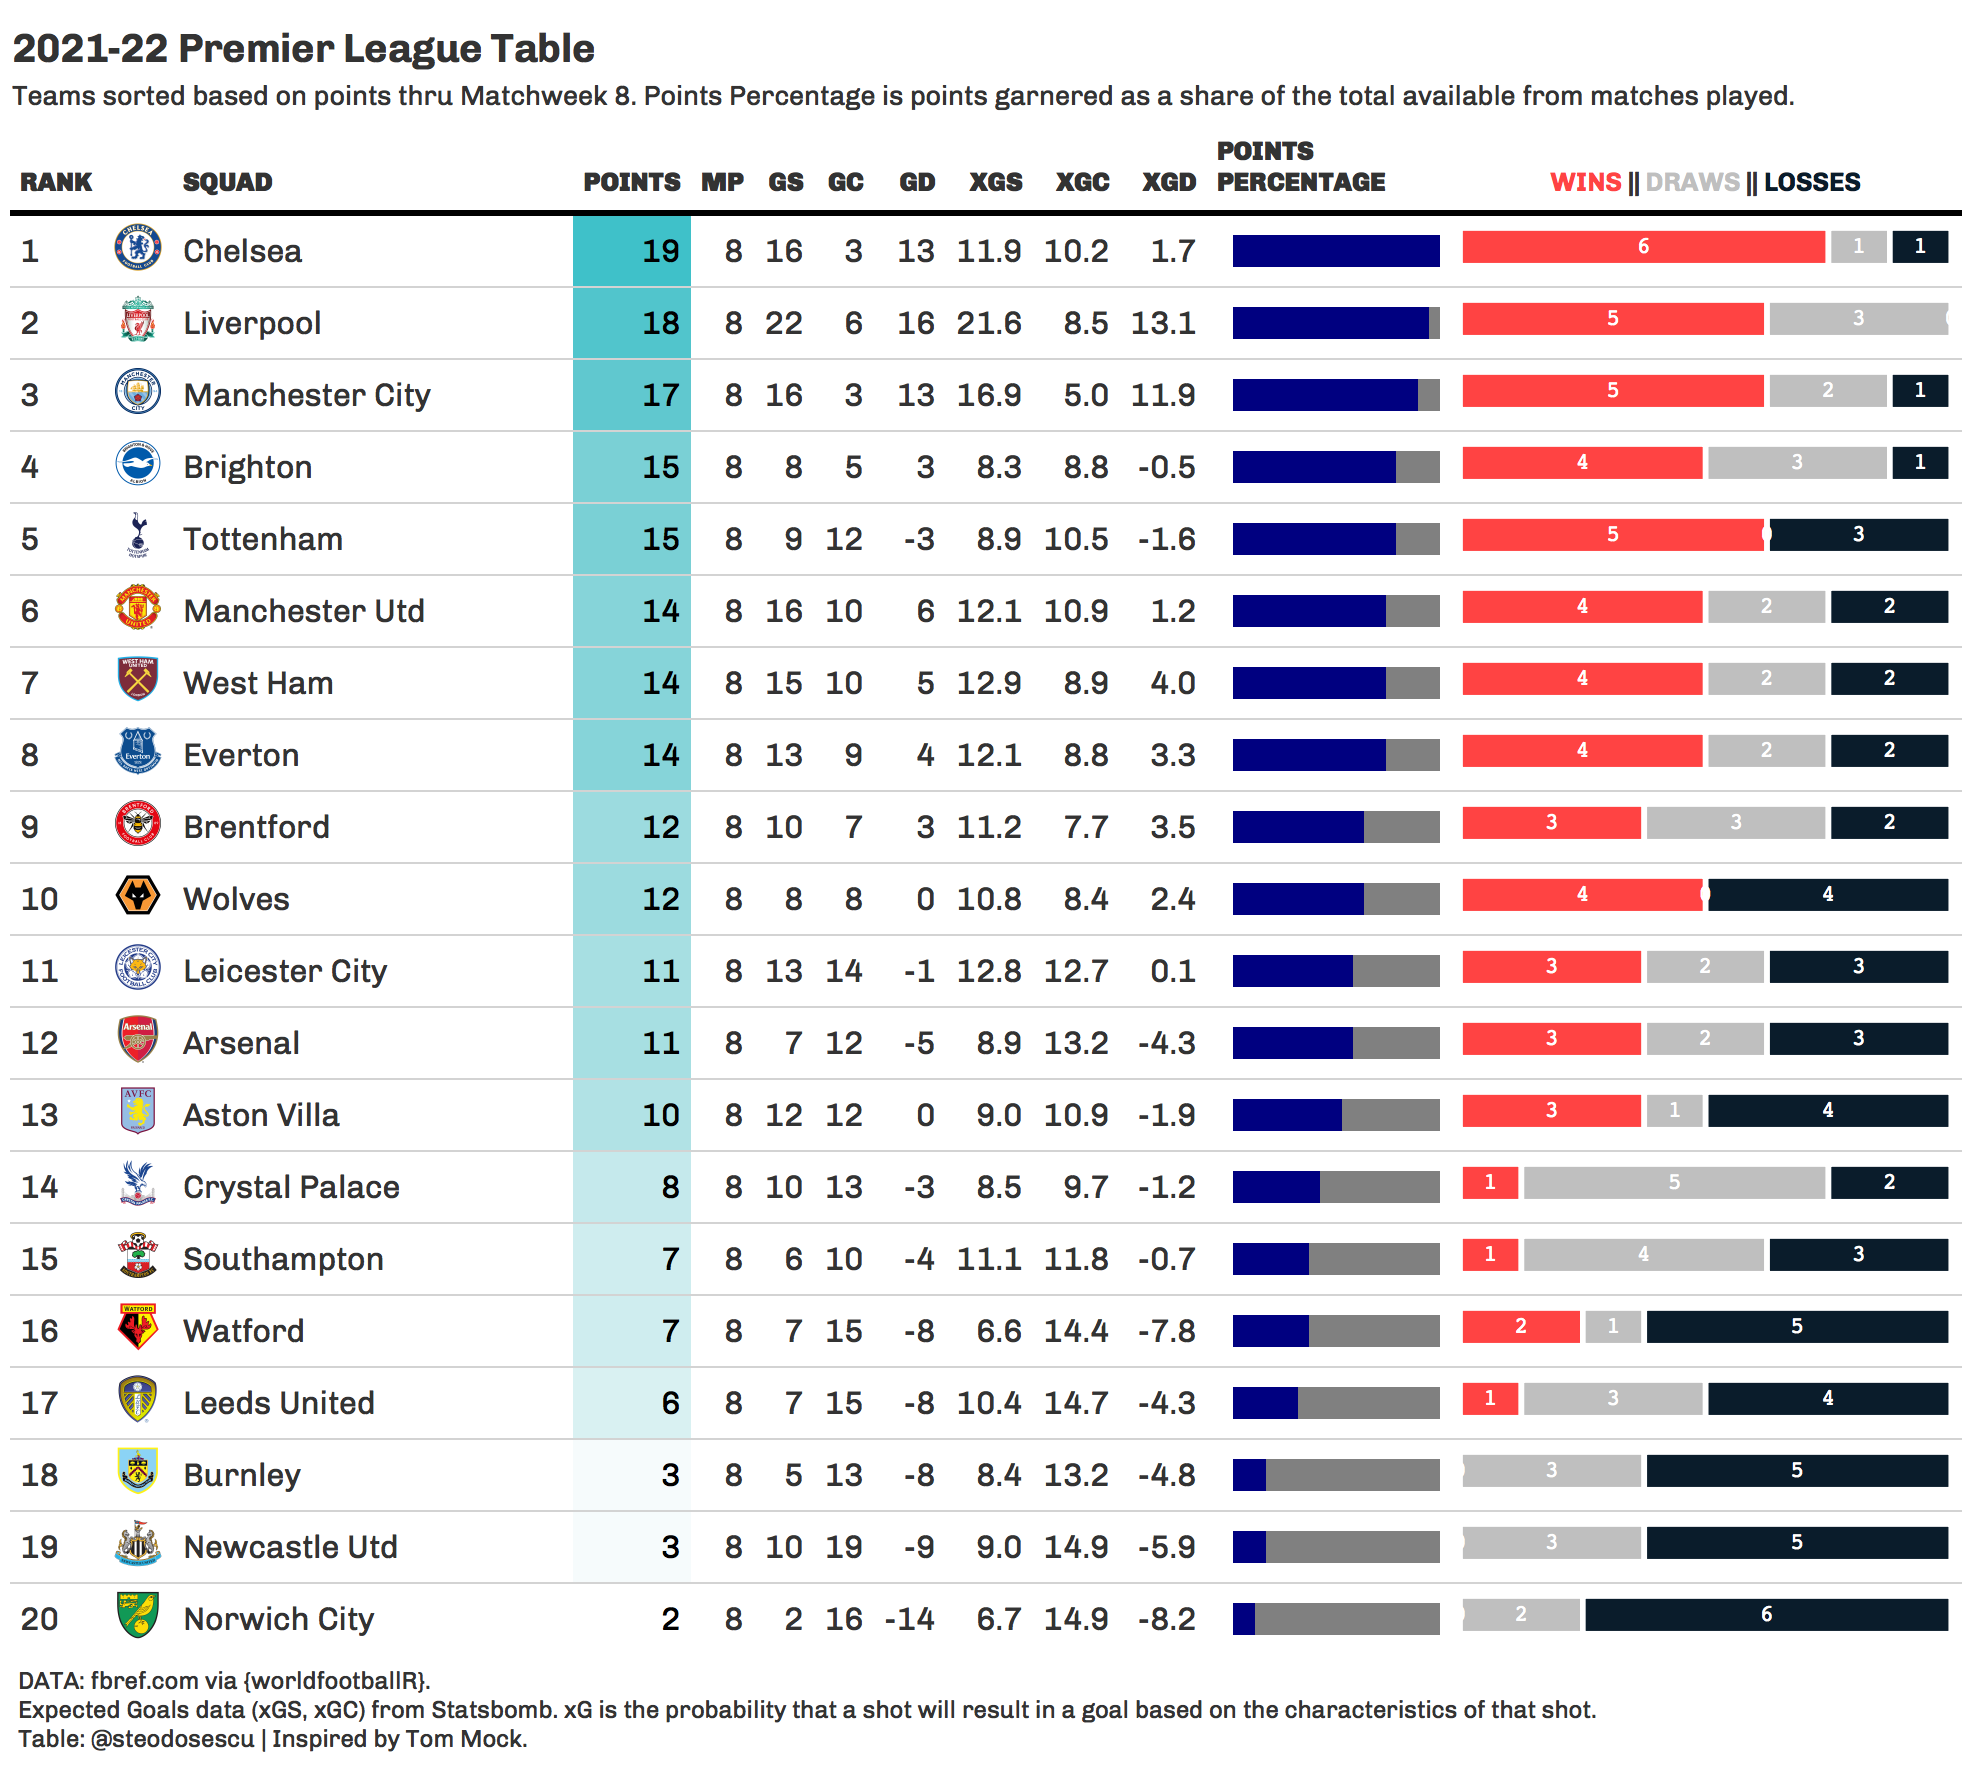 2021-22 Premier League Table
Teams sorted based on points thru Matchweek 8. Points Percentage is points garnered as a share of the total available from matches played.
RANK SQUAD POINTS MP GS GC GD XGS XGC XGD POINTS PERCENTAGE WINS || DRAWS || LOSSES
1 Chelsea 19 8 16 3 13 11.9 10.2 1.7 6 1 1
2 Liverpool 18 8 22 6 16 21.6 8.5 13.1 5 3
3 Manchester City 17 8 16 3 13 16.9 5.0 11.9 5 2 1
4 Brighton 15 8 8 5 3 8.3 8.8 -0.5 4 3 1
5 Tottenham 15 8 9 12 -3 8.9 10.5 -1.6 5 0 3
6 Manchester Utd 14 8 16 10 6 12.1 10.9 1.2 4 2 2
7 West Ham 14 8 15 10 5 12.9 8.9 4.0 4 2 2
8 Everton 14 8 13 9 4 12.1 8.8 3.3 4 2 2
9 Brentford 12 8 10 7 3 11.2 7.7 3.5 3 3 2
10 Wolves 12 8 8 8 0 10.8 8.4 2.4 4 0 4
11 Leicester City 11 8 13 14 -1 12.8 12.7 0.1 3 2 3
12 Arsenal 11 8 7 12 -5 8.9 13.2 -4.3 3 2 3
13 Aston Villa 10 8 12 12 0 9.0 10.9 -1.9 3 1 4
14 Crystal Palace 8 8 10 13 -3 8.5 9.7 -1.2 1 5 2
15 Southampton 7 8 6 10 -4 11.1 11.8 -0.7 1 4 3
16 Watford 7 8 7 15 -8 6.6 14.4 -7.8 2 1 5
17 Leeds United 6 8 7 15 -8 10.4 14.7 -4.3 1 3 4
18 Burnley 3 8 5 13 -8 8.4 13.2 -4.8 3 5
19 Newcastle Utd 3 8 10 19 -9 9.0 14.9 -5.9 3 5
20 Norwich City 2 8 2 16 -14 6.7 14.9 -8.2 2 6
DATA: fbref.com via {worldfootballR}.
Expected Goals data (xGS, xGC) from Statsbomb. xG is the probability that a shot will result in a goal based on the characteristics of that shot.
Table: @steodosescu | Inspired by Tom Mock.